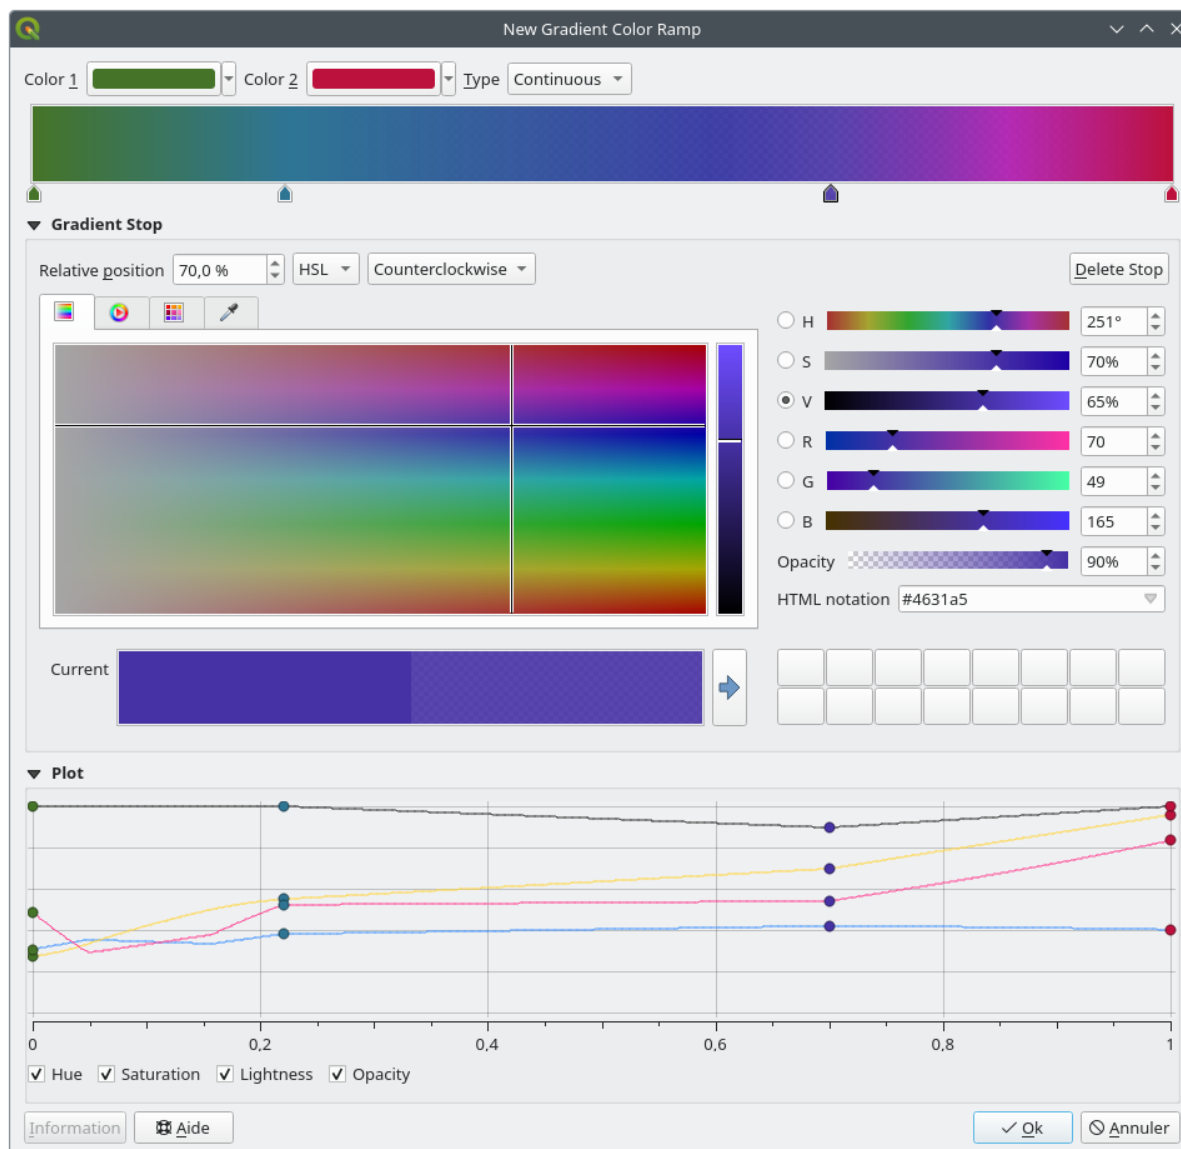 New Gradient Color Ramp
Color 1 Color 2 Type Continuous
Gradient Stop
Relative position 70,0 % HSL Counterclockwise Delete Stop
H 251°
S 70%
V 65%
R 70
G 49
B 165
Opacity 90%
HTML notation #4631a5
Current
Plot
0 0,2 0,4 0,6 0,8 1
Hue Saturation Lightness Opacity
Information Aide Ok Annuler